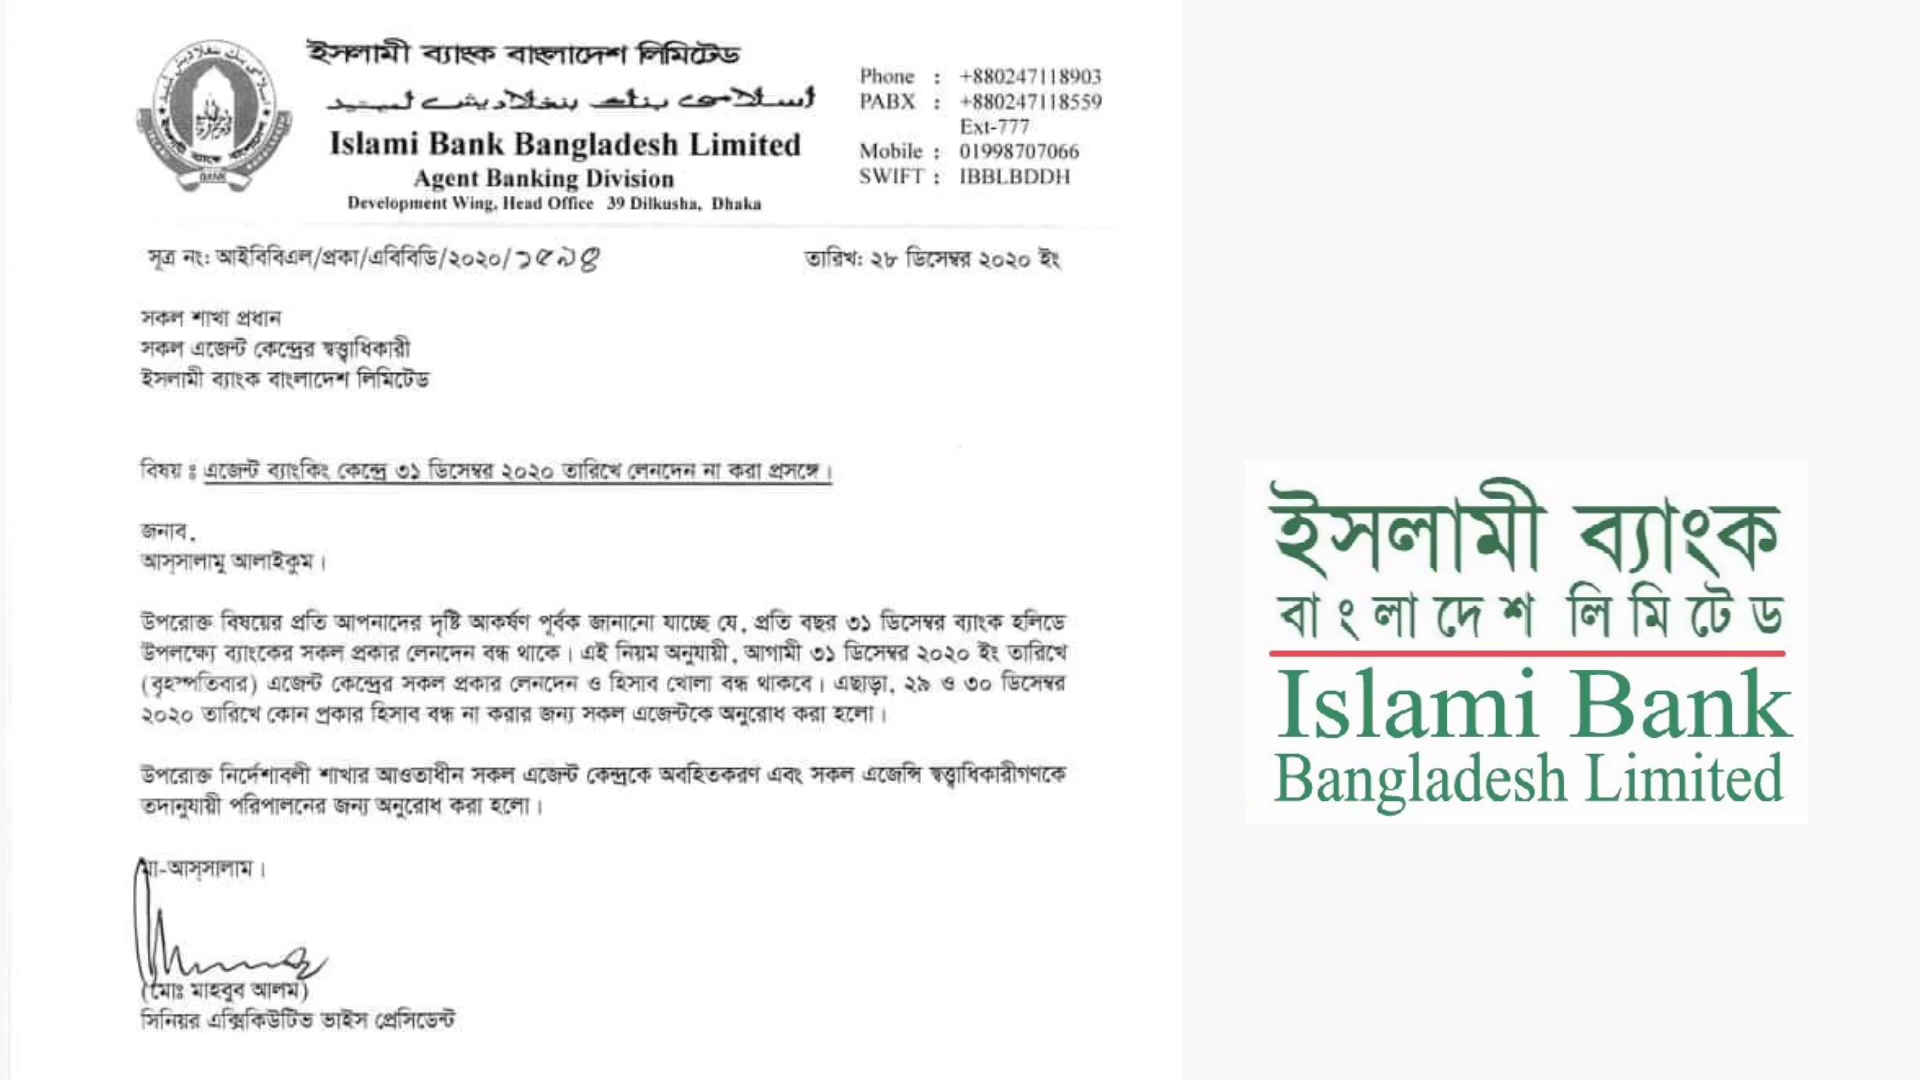 ইসলামী ব্যাংক বাংলাদেশ লিমিটেড
اسلامى بنك بنغلاديش لميتيد
Islami Bank Bangladesh Limited
Agent Banking Division
Development Wing, Head Office 39 Dilkusha, Dhaka
Phone : +880247118903
PABX : +880247118559
Ext-777
Mobile : 01998707066
SWIFT : IBBLBDDH
সূত্র নং: আইবিবিএল/প্রকা/এবিবিডি/২০২০/১৫৯৪
তারিখ: ২৮ ডিসেম্বর ২০২০ ইং
সকল শাখা প্রধান
সকল এজেন্ট কেন্দ্রের স্বত্ত্বাধিকারী
ইসলামী ব্যাংক বাংলাদেশ লিমিটেড
বিষয় ঃ এজেন্ট ব্যাংকিং কেন্দ্রে ৩১ ডিসেম্বর ২০২০ তারিখে লেনদেন না করা প্রসঙ্গে।
জনাব,
আস্‌সালামু আলাইকুম।
উপরোক্ত বিষয়ের প্রতি আপনাদের দৃষ্টি আকর্ষণ পূর্বক জানানো যাচ্ছে যে, প্রতি বছর ৩১ ডিসেম্বর ব্যাংক হলিডে
উপলক্ষ্যে ব্যাংকের সকল প্রকার লেনদেন বন্ধ থাকে। এই নিয়ম অনুযায়ী, আগামী ৩১ ডিসেম্বর ২০২০ ইং তারিখে
(বৃহস্পতিবার) এজেন্ট কেন্দ্রের সকল প্রকার লেনদেন ও হিসাব খোলা বন্ধ থাকবে। এছাড়া, ২৯ ও ৩০ ডিসেম্বর
২০২০ তারিখে কোন প্রকার হিসাব বন্ধ না করার জন্য সকল এজেন্টকে অনুরোধ করা হলো।
উপরোক্ত নির্দেশাবলী শাখার আওতাধীন সকল এজেন্ট কেন্দ্রকে অবহিতকরণ এবং সকল এজেন্সি স্বত্ত্বাধিকারীগণকে
তদানুযায়ী পরিপালনের জন্য অনুরোধ করা হলো।
মা-আস্‌সালাম।
(মোঃ মাহবুব আলম)
সিনিয়র এক্সিকিউটিভ ভাইস প্রেসিডেন্ট
ইসলামী ব্যাংক
বাংলাদেশ লিমিটেড
Islami Bank
Bangladesh Limited